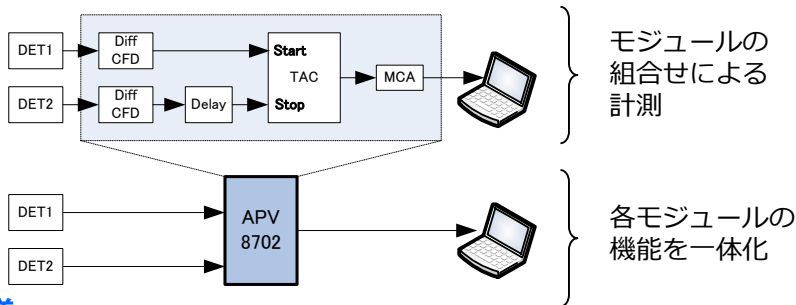 DET1
Diff
CFD
Start
TAC
MCA
DET2
Diff
CFD
Delay
Stop
モジュールの
組合せによる
計測
DET1
DET2
APV
8702
各モジュールの
機能を一体化